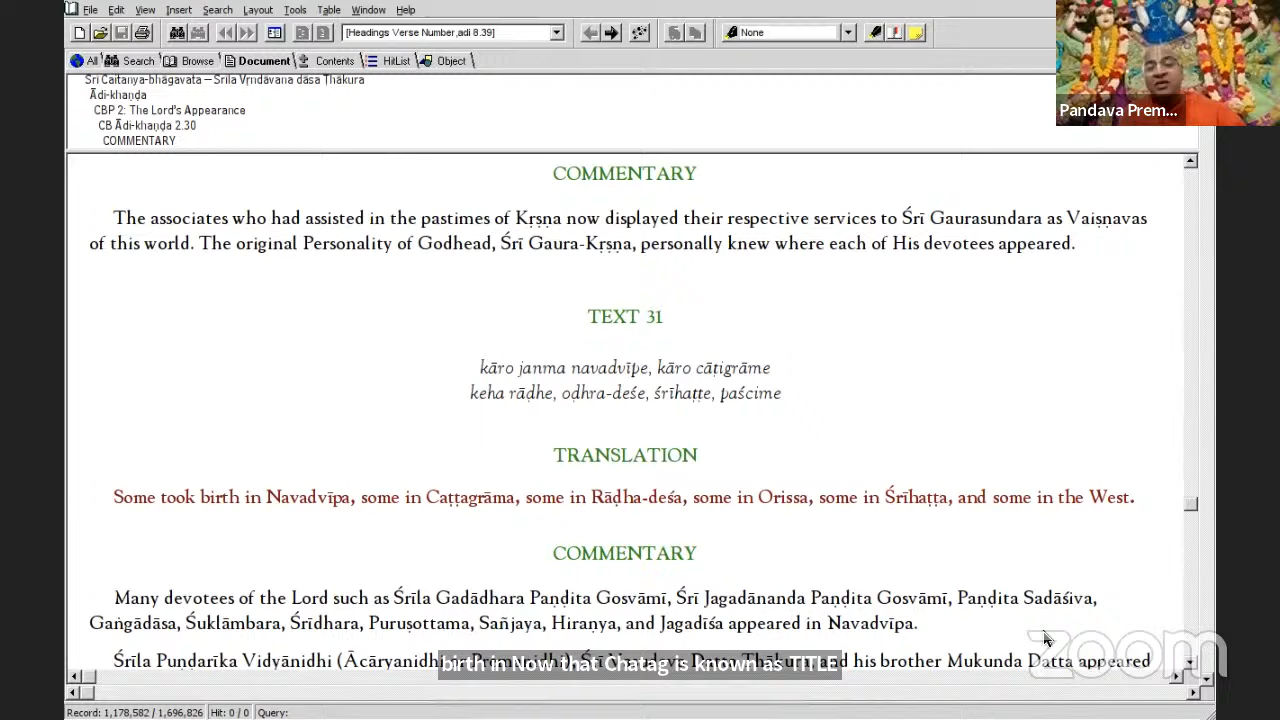 File Edit View Insert Search Layout Tools Table Window Help
[Headings Verse Number,adi 8.39]
None
All Search Browse Document Contents HitList Object
Śrī Caitanya-bhāgavata — Śrīla Vṛndāvana dāsa Ṭhākura
Ādi-khaṇḍa
CBP 2: The Lord's Appearance
CB Ādi-khaṇḍa 2.30
COMMENTARY
Pandava Prem...
COMMENTARY
The associates who had assisted in the pastimes of Kṛṣṇa now displayed their respective services to Śrī Gaurasundara as Vaiṣṇavas
of this world. The original Personality of Godhead, Śrī Gaura-Kṛṣṇa, personally knew where each of His devotees appeared.
TEXT 31
kāro janma navadvīpe, kāro cāṭigrāme
keha rāḍhe, oḍhra-deśe, śrīhaṭṭe, paścime
TRANSLATION
Some took birth in Navadvīpa, some in Caṭṭagrāma, some in Rāḍha-deśa, some in Orissa, some in Śrīhaṭṭa, and some in the West.
COMMENTARY
Many devotees of the Lord such as Śrīla Gadādhara Paṇḍita Gosvāmī, Śrī Jagadānanda Paṇḍita Gosvāmī, Paṇḍita Sadāśiva,
Gaṅgādāsa, Śuklāmbara, Śrīdhara, Puruṣottama, Sañjaya, Hiraṇya, and Jagadīśa appeared in Navadvīpa.
Śrīla Puṇḍarīka Vidyānidhi and his brother Mukunda Datta appeared
birth in Now that Chatag is known as TITLE
zoom
Record: 1,178,582 / 1,696,826 Hit: 0 / 0 Query: